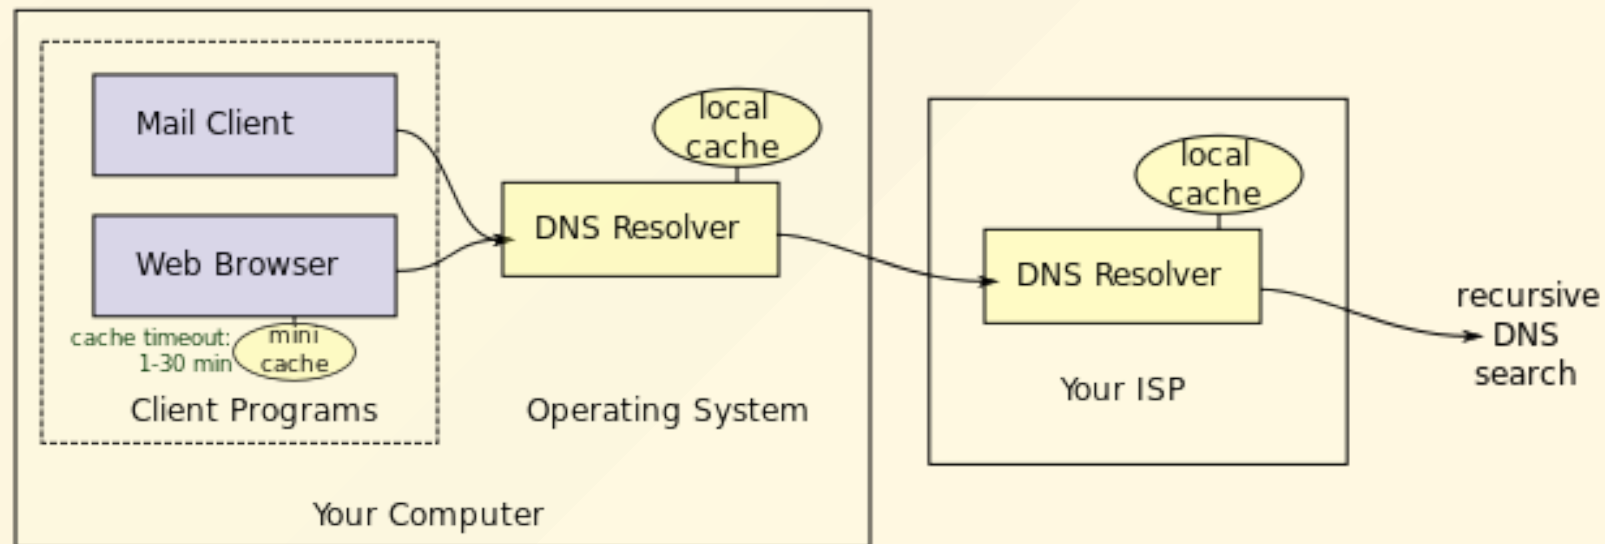 Mail Client
Web Browser
cache timeout:
1-30 min
mini
cache
Client Programs
local
cache
DNS Resolver
Operating System
Your Computer
local
cache
DNS Resolver
Your ISP
recursive
DNS
search